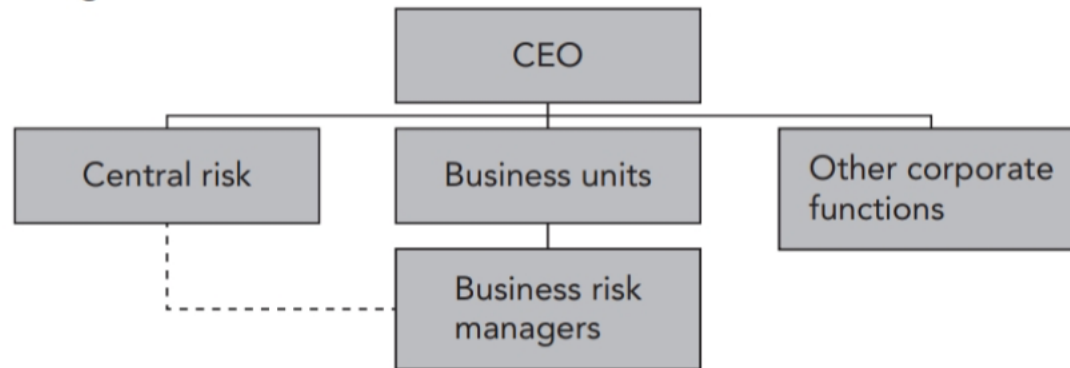 CEO
Central risk
Business units
Other corporate
functions
Business risk
managers